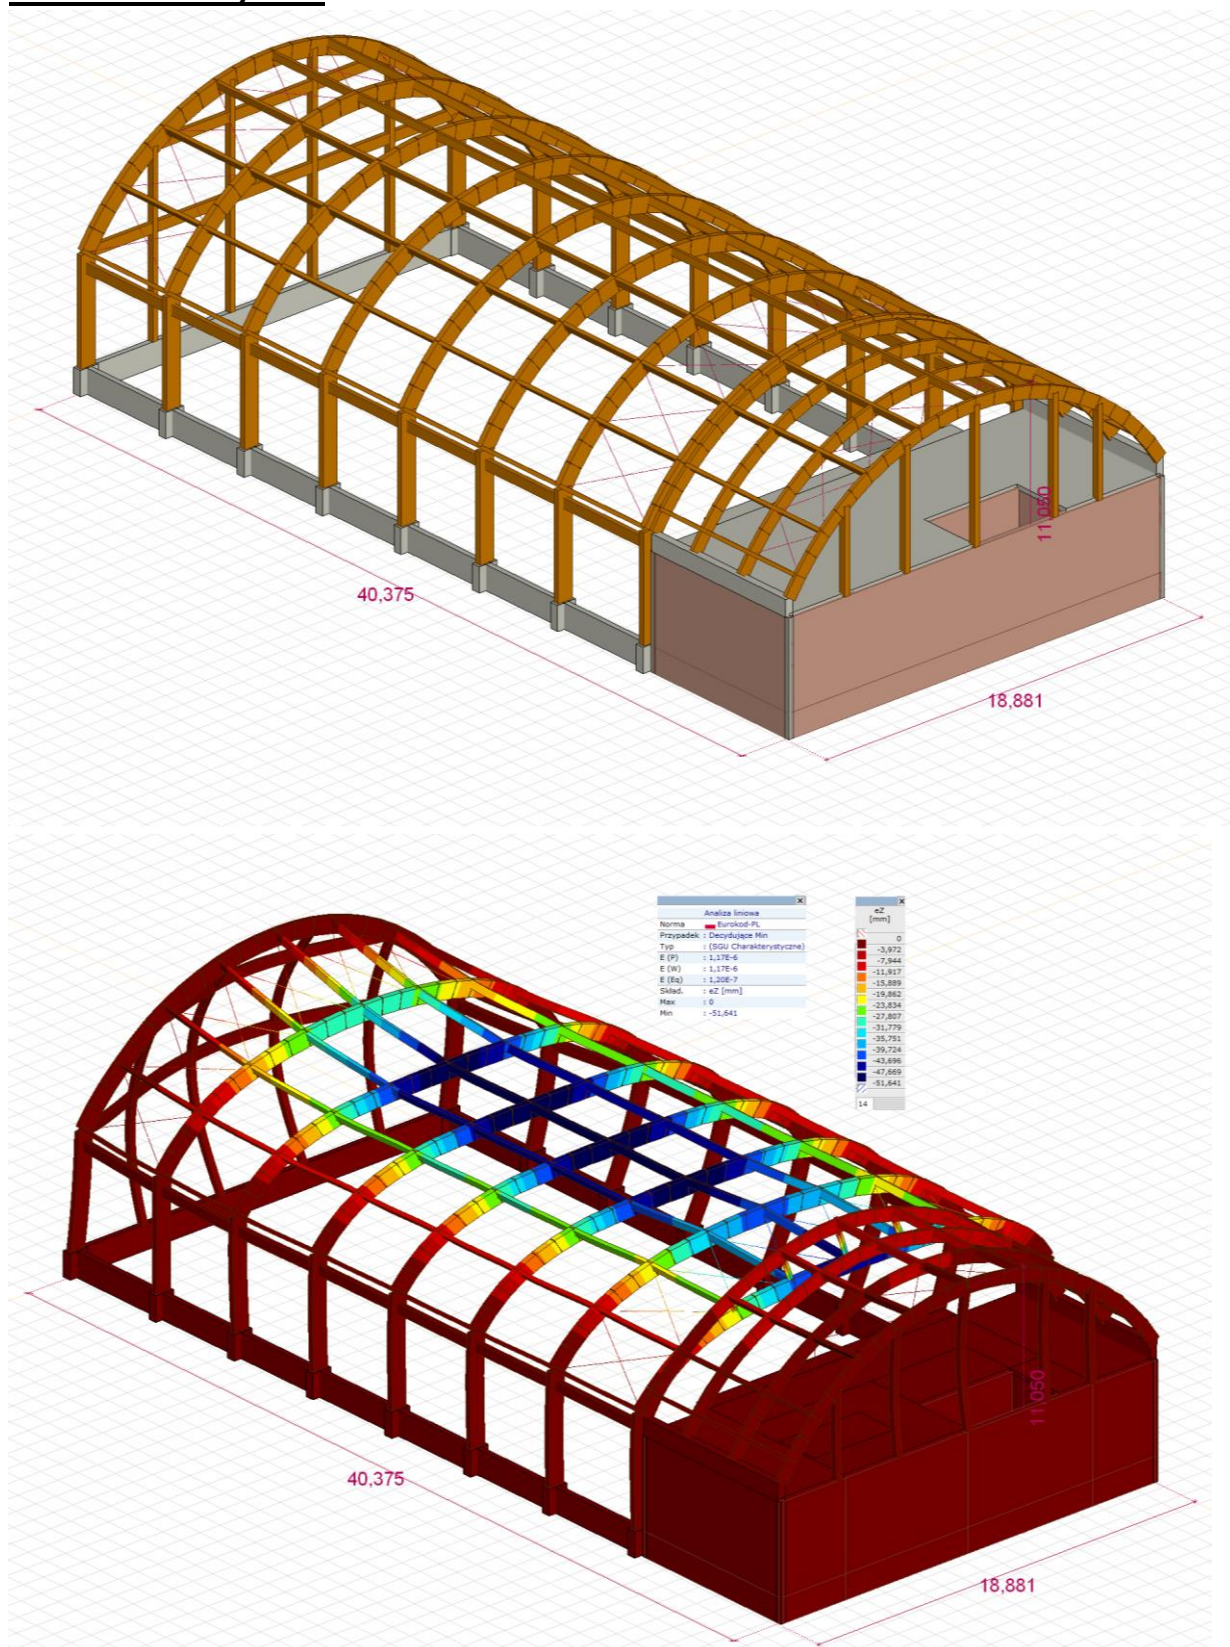 11,050
40,375
18,881
Analiza liniowa
Norma Eurokod-PL
Przypadek : Decydujące Min
Typ : (SGU Charakterystyczne)
E (P) : 1,17E-6
E (W) : 1,17E-6
E (Eq) : 1,20E-7
Skład. : eZ [mm]
Max : 0
Min : -51,641
eZ
[mm]
0
-3,972
-7,944
-11,917
-15,889
-19,862
-23,834
-27,807
-31,779
-35,751
-39,724
-43,696
-47,669
-51,641
14
11,050
40,375
18,881